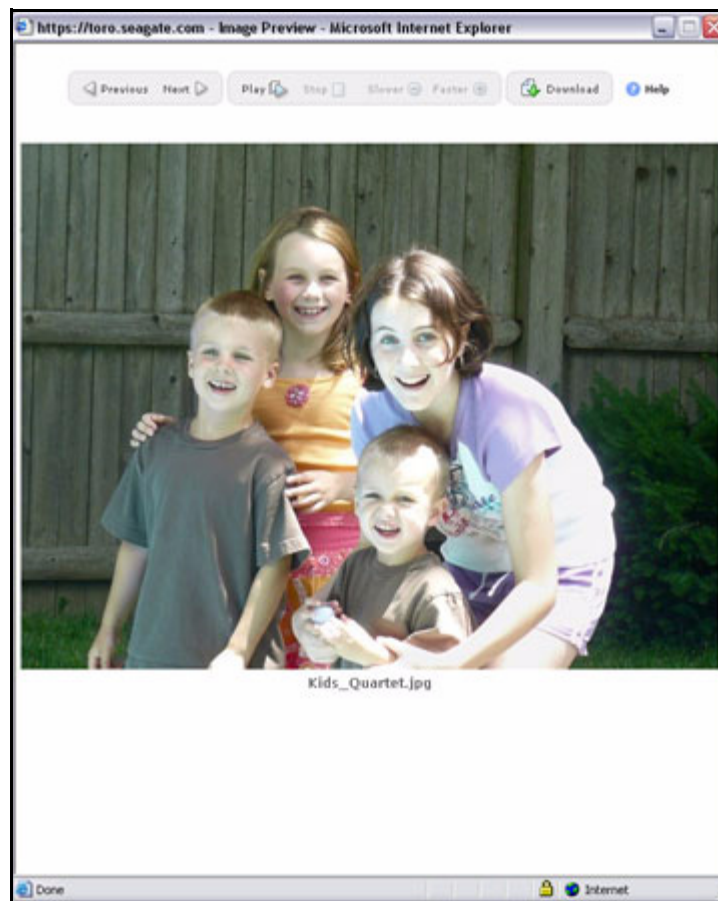 https://toro.seagate.com - Image Preview - Microsoft Internet Explorer
Previous Next Play Stop Slower Faster Download Help
Kids_Quartet.jpg
Done Internet